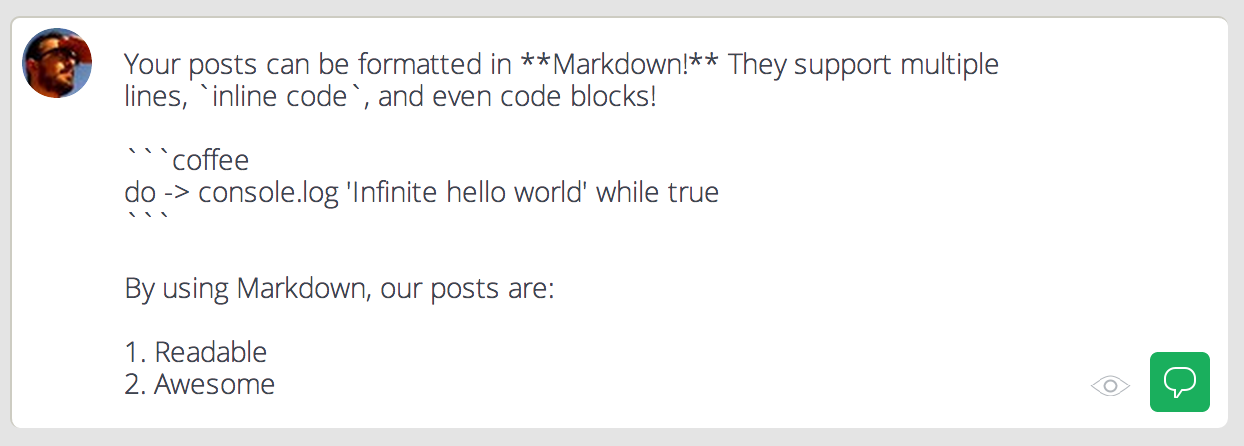 Your posts can be formatted in **Markdown!** They support multiple
lines, `inline code`, and even code blocks!
```coffee
do -> console.log 'Infinite hello world' while true
```
By using Markdown, our posts are:
1. Readable
2. Awesome